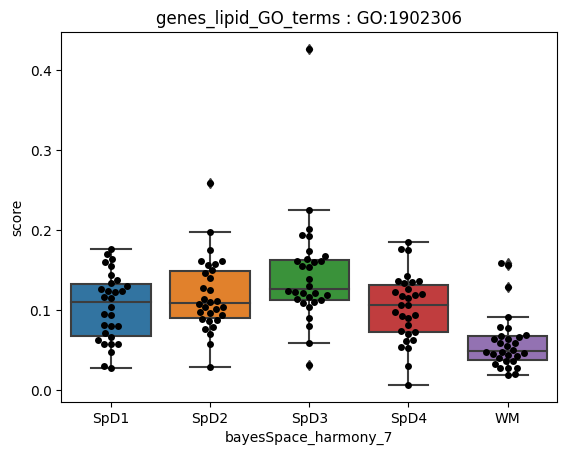 genes_lipid_GO_terms : GO:1902306
0.4
0.3
0.2
0.1
0.0
score
SpD1 SpD2 SpD3 SpD4 WM
bayesSpace_harmony_7